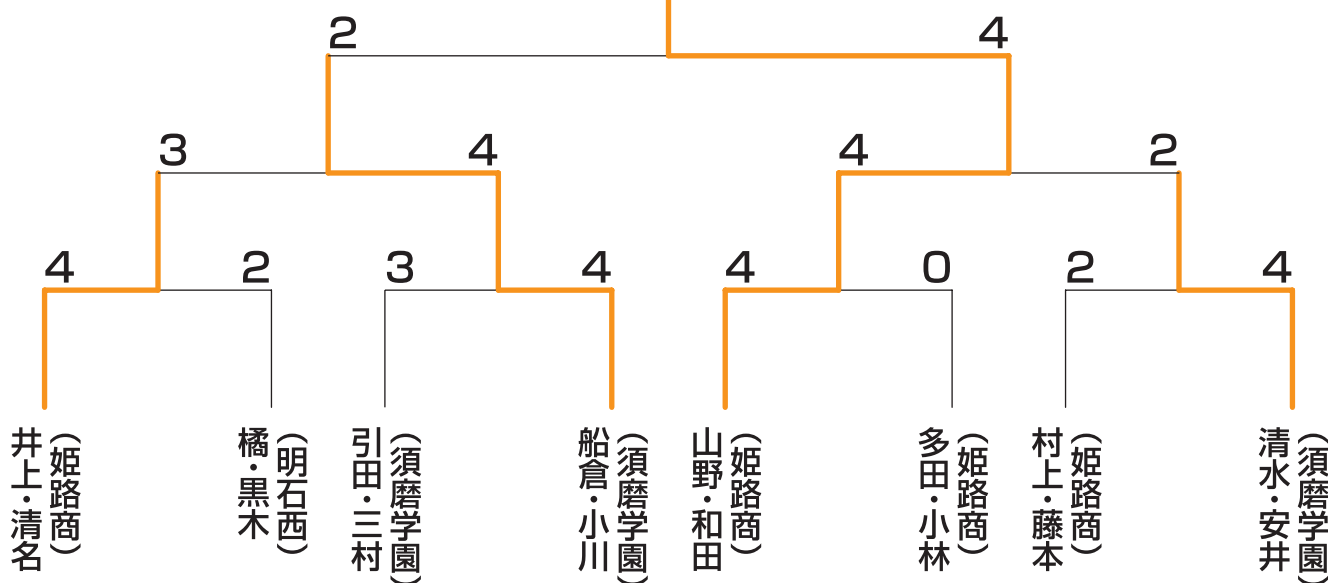 2
4
3
4
4
2
4
2
3
4
4
0
2
4
井上・清名
(姫路商)
橘・黒木
(明石西)
引田・三村
(須磨学園)
船倉・小川
(須磨学園)
山野・和田
(姫路商)
多田・小林
(姫路商)
村上・藤本
(姫路商)
清水・安井
(須磨学園)